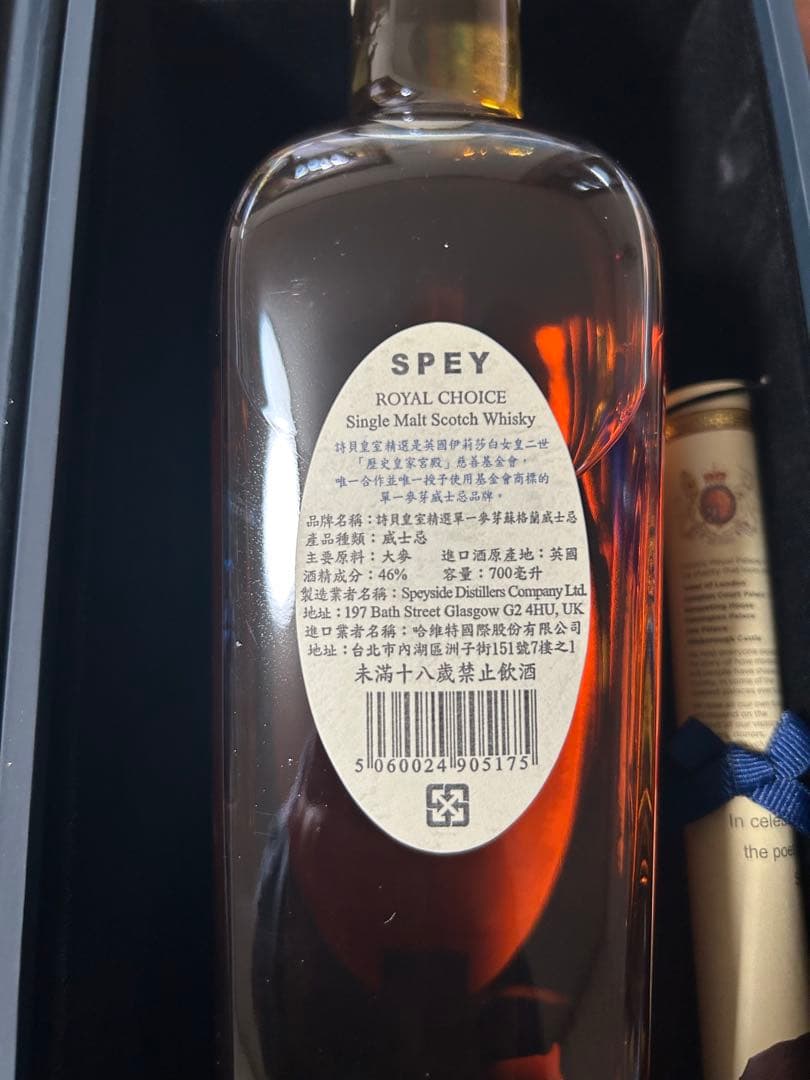 SPEY
ROYAL CHOICE
Single Malt Scotch Whisky
詩貝皇室精選是英國伊莉莎白女皇二世
「歷史皇家宮殿」慈善基金會，
唯一合作並唯一授予使用基金會商標的
單一麥芽威士忌品牌。
品牌名稱：詩貝皇室精選單一麥芽蘇格蘭威士忌
產品種類：威士忌
主要原料：大麥 進口酒原產地：英國
酒精成分：46% 容量：700毫升
製造業者名稱：Speyside Distillers Company Ltd.
地址：197 Bath Street Glasgow G2 4HU, UK
進口業者名稱：哈維特國際股份有限公司
地址：台北市內湖區洲子街151號7樓之1
未滿十八歲禁止飲酒
5 060024 905175
In cele
the poe